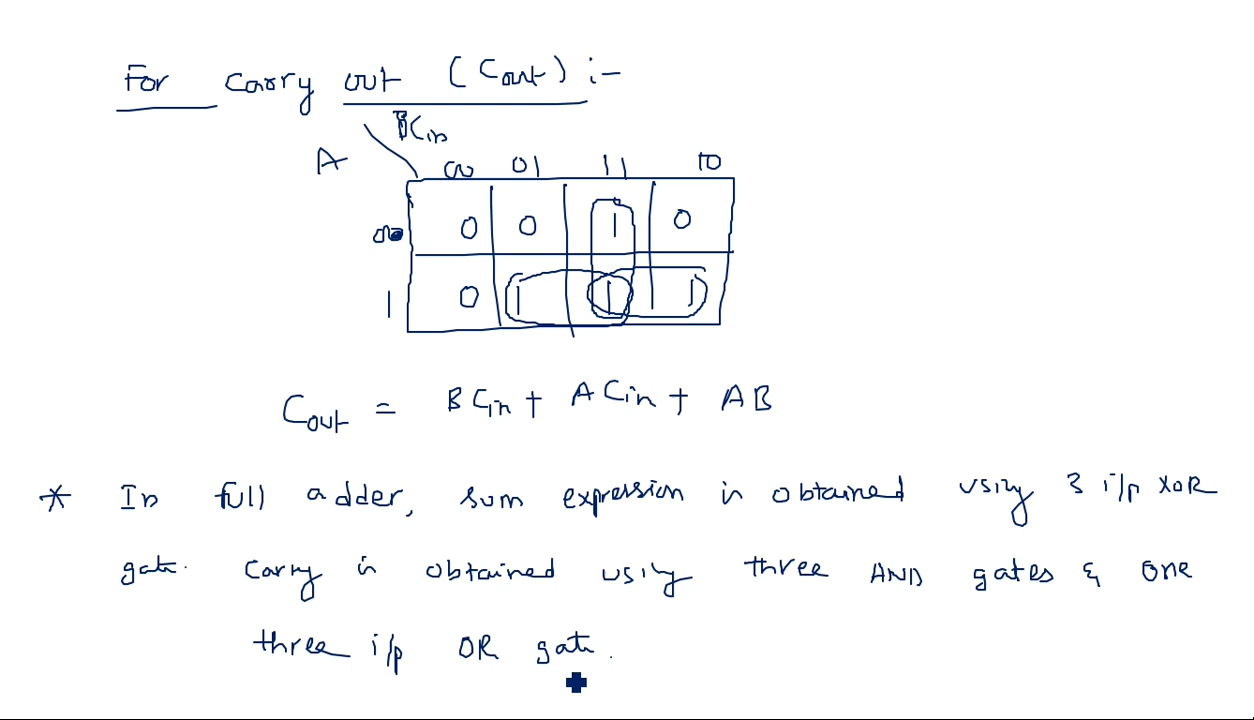 For Carry out (Cout) :-
BCin
A
00 01 11 10
0 0 0 1 0
1 0 1 1 1
Cout = BCin + ACin + AB
* In full adder, sum expression is obtained using 3 i/p XOR
gate. Carry is obtained using three AND gates & one
three i/p OR gate.